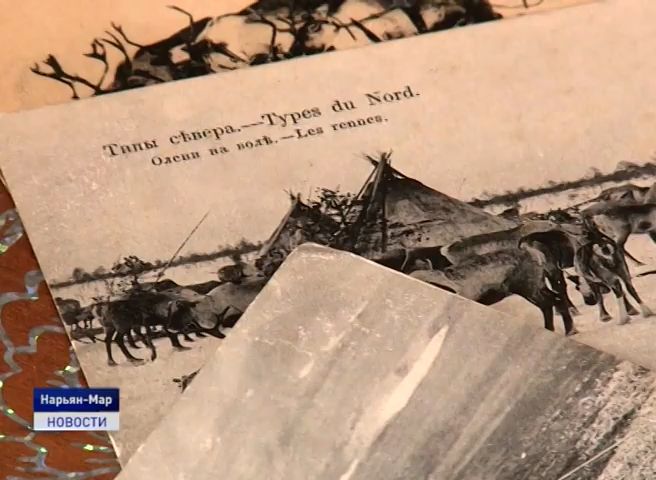 Типы сѣвера.—Types du Nord.
Олени на волѣ.—Les rennes.
Нарьян-Мар
НОВОСТИ